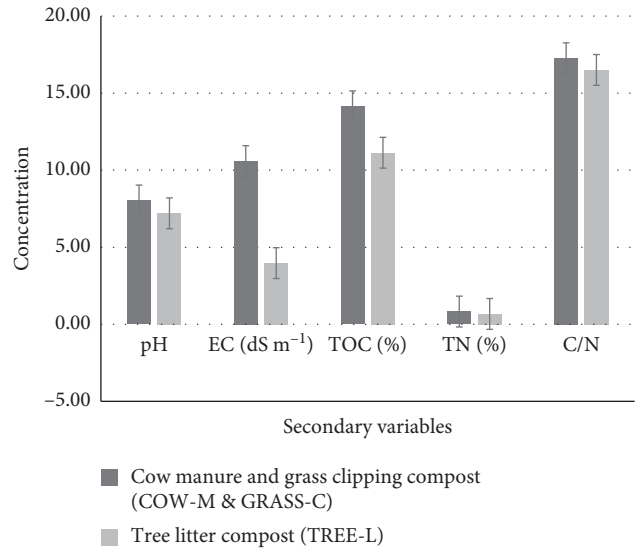 20.00
15.00
10.00
5.00
0.00
–5.00
Concentration
pH EC (dS m⁻¹) TOC (%) TN (%) C/N
Secondary variables
Cow manure and grass clipping compost
(COW-M & GRASS-C)
Tree litter compost (TREE-L)